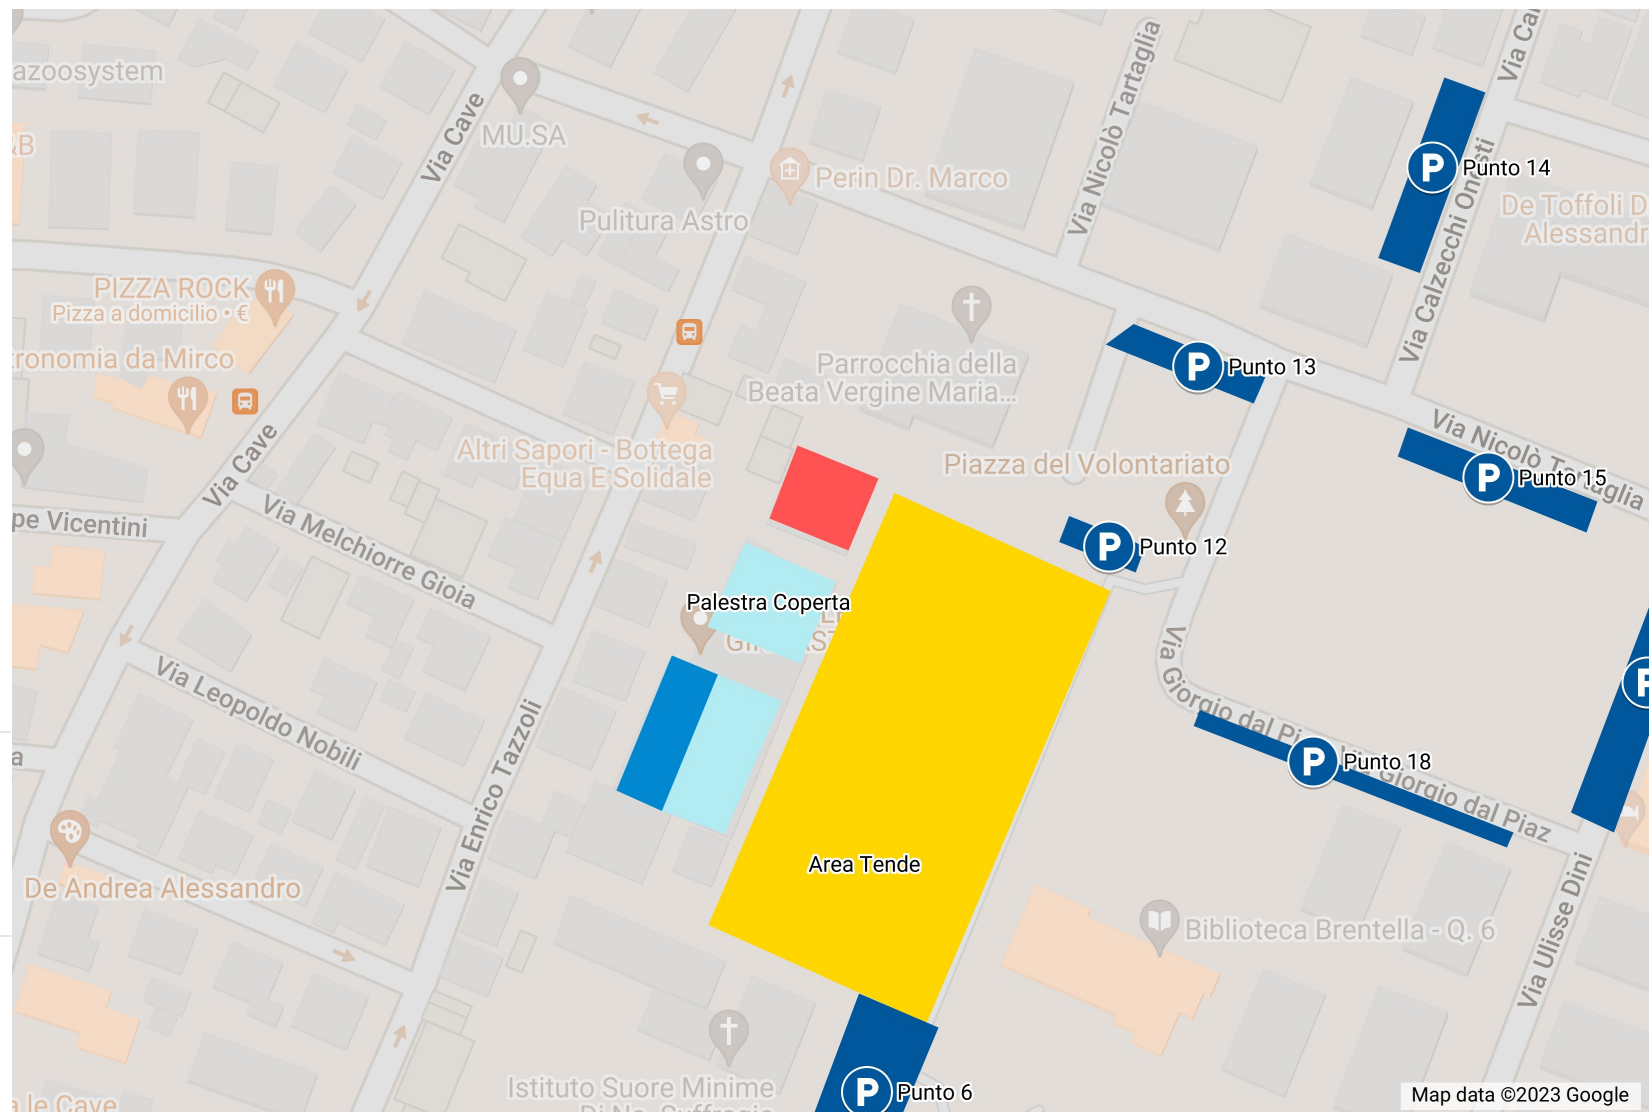 azoosystem
&B
Via Cave
MU.SA
Pulitura Astro
Perin Dr. Marco
Via Nicolò Tartaglia
Via Cal
Punto 14
Via Calzecchi Onesti
De Toffoli D
Alessandr
PIZZA ROCK
Pizza a domicilio • €
tronomia da Mirco
Parrocchia della
Beata Vergine Maria...
Punto 13
Altri Sapori - Bottega
Equa E Solidale
Piazza del Volontariato
Via Nicolò Tartaglia
Punto 15
Via Cave
pe Vicentini
Via Melchiorre Gioia
Punto 12
Palestra Coperta
Via Leopoldo Nobili
Via Enrico Tazzoli
Via Giorgio dal Piaz
Via Giorgio dal Piaz
Punto 18
a
Area Tende
De Andrea Alessandro
Biblioteca Brentella - Q. 6
Via Ulisse Dini
Istituto Suore Minime
Di No. Suffragio
Punto 6
a le Cave
Map data ©2023 Google